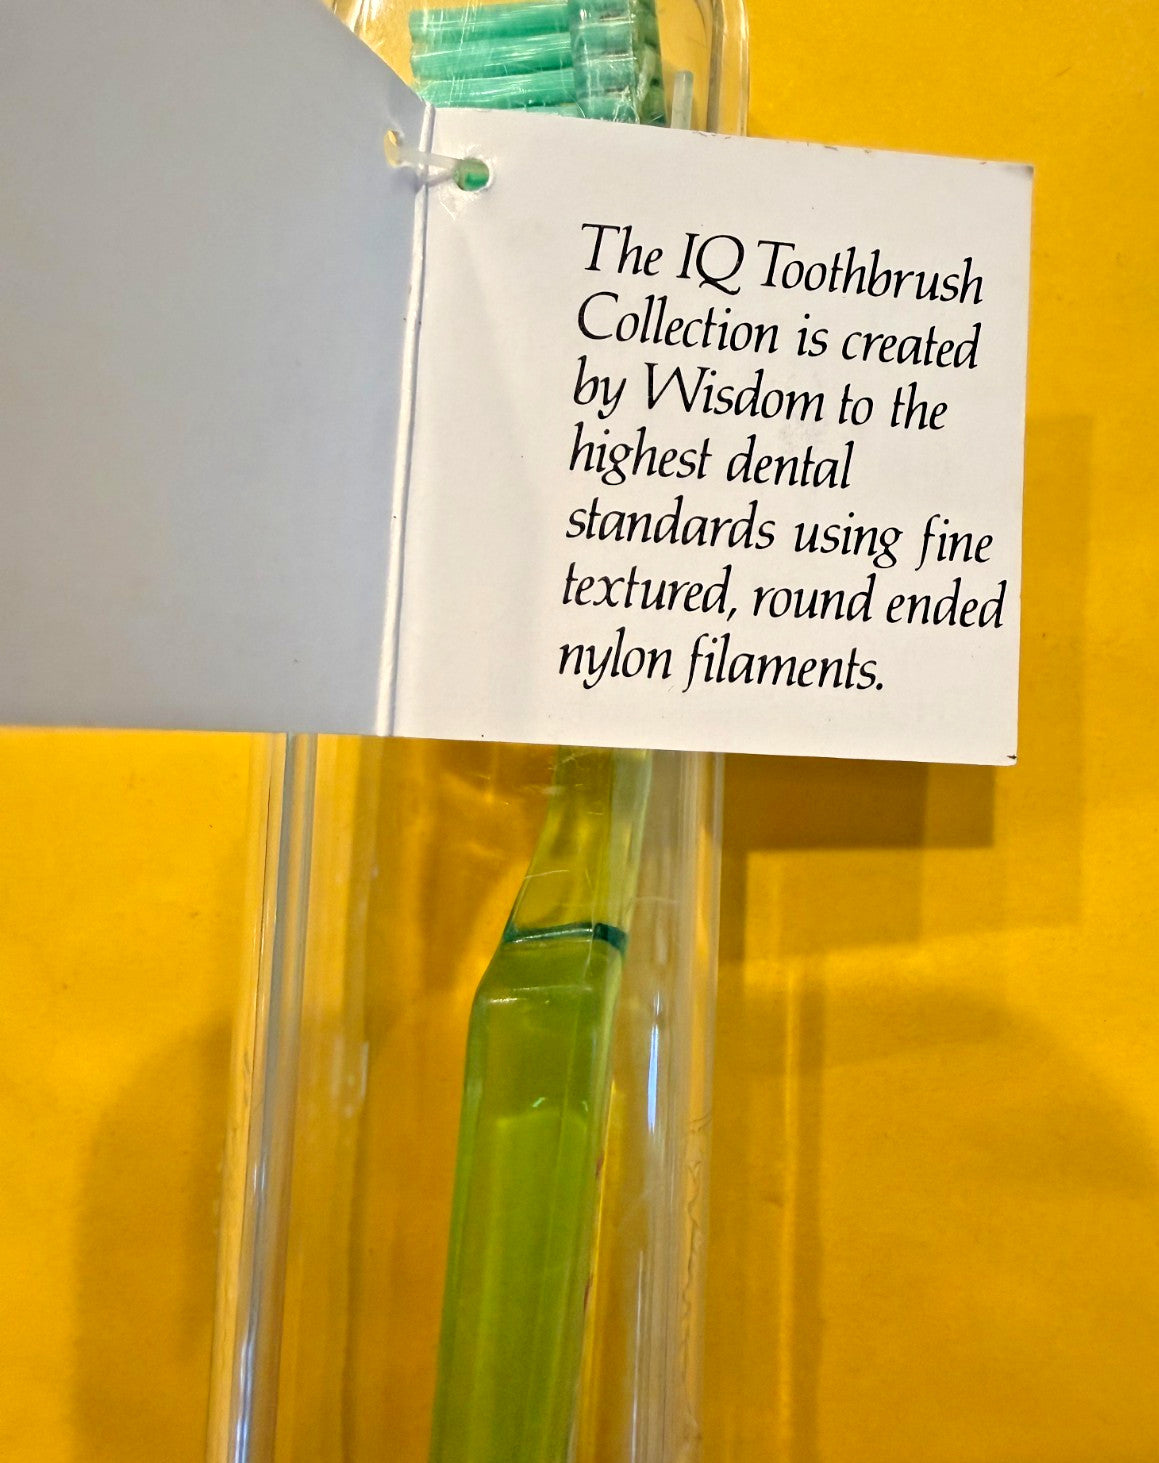 The IQ Toothbrush
Collection is created
by Wisdom to the
highest dental
standards using fine
textured, round ended
nylon filaments.